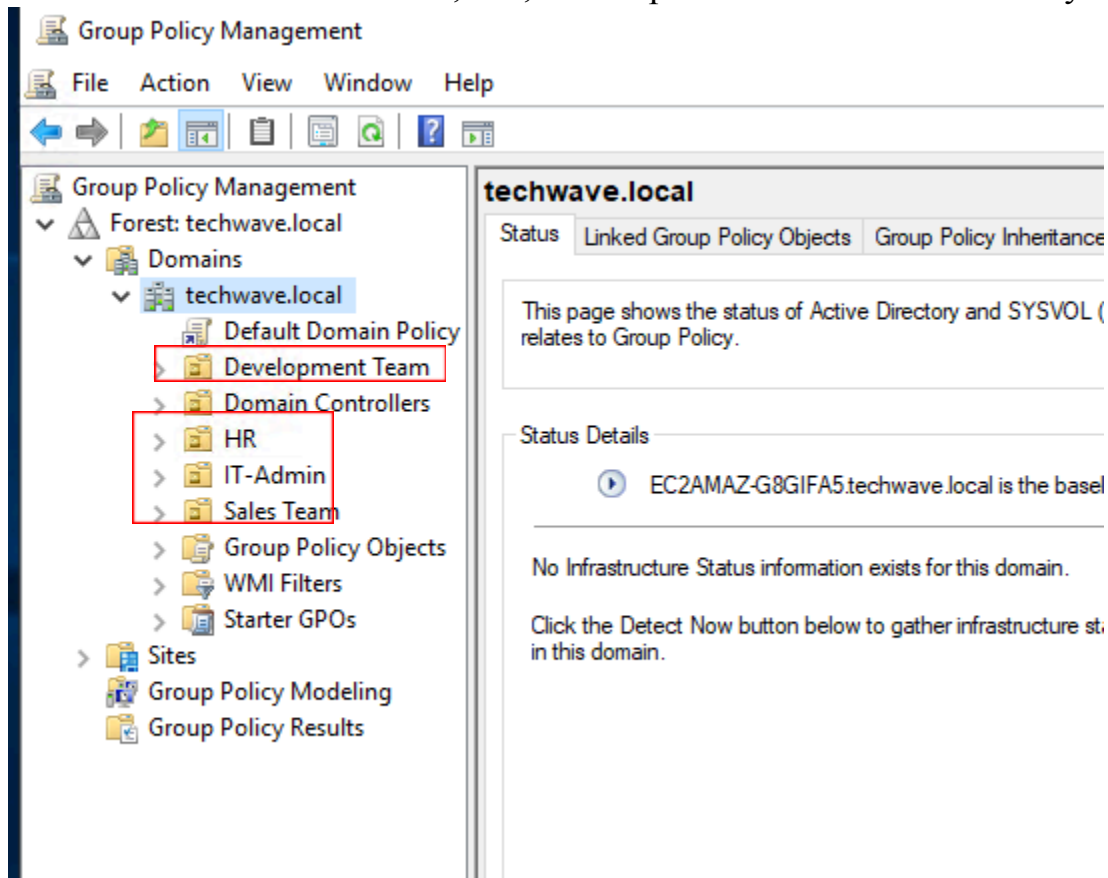 Group Policy Management
File Action View Window Help
Group Policy Management
Forest: techwave.local
Domains
techwave.local
Default Domain Policy
Development Team
Domain Controllers
HR
IT-Admin
Sales Team
Group Policy Objects
WMI Filters
Starter GPOs
Sites
Group Policy Modeling
Group Policy Results
techwave.local
Status Linked Group Policy Objects Group Policy Inheritance
This page shows the status of Active Directory and SYSVOL (
relates to Group Policy.
Status Details
EC2AMAZ-G8GIFA5.techwave.local is the basel
No Infrastructure Status information exists for this domain.
Click the Detect Now button below to gather infrastructure sta
in this domain.